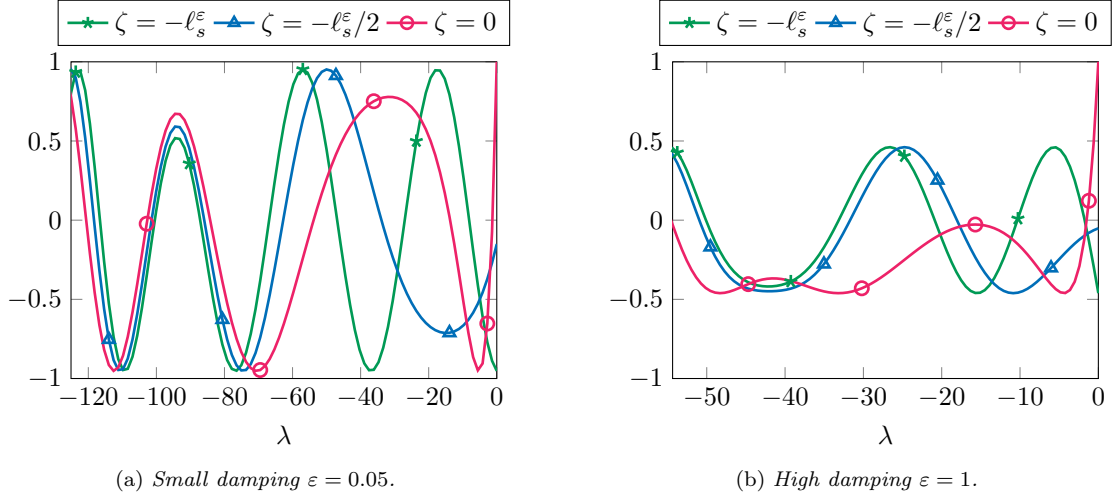 ζ = −ℓ_s^ε ζ = −ℓ_s^ε/2 ζ = 0
1
0.5
0
−0.5
−1
−120 −100 −80 −60 −40 −20 0
λ
(a) Small damping ε = 0.05.
ζ = −ℓ_s^ε ζ = −ℓ_s^ε/2 ζ = 0
1
0.5
0
−0.5
−1
−50 −40 −30 −20 −10 0
λ
(b) High damping ε = 1.